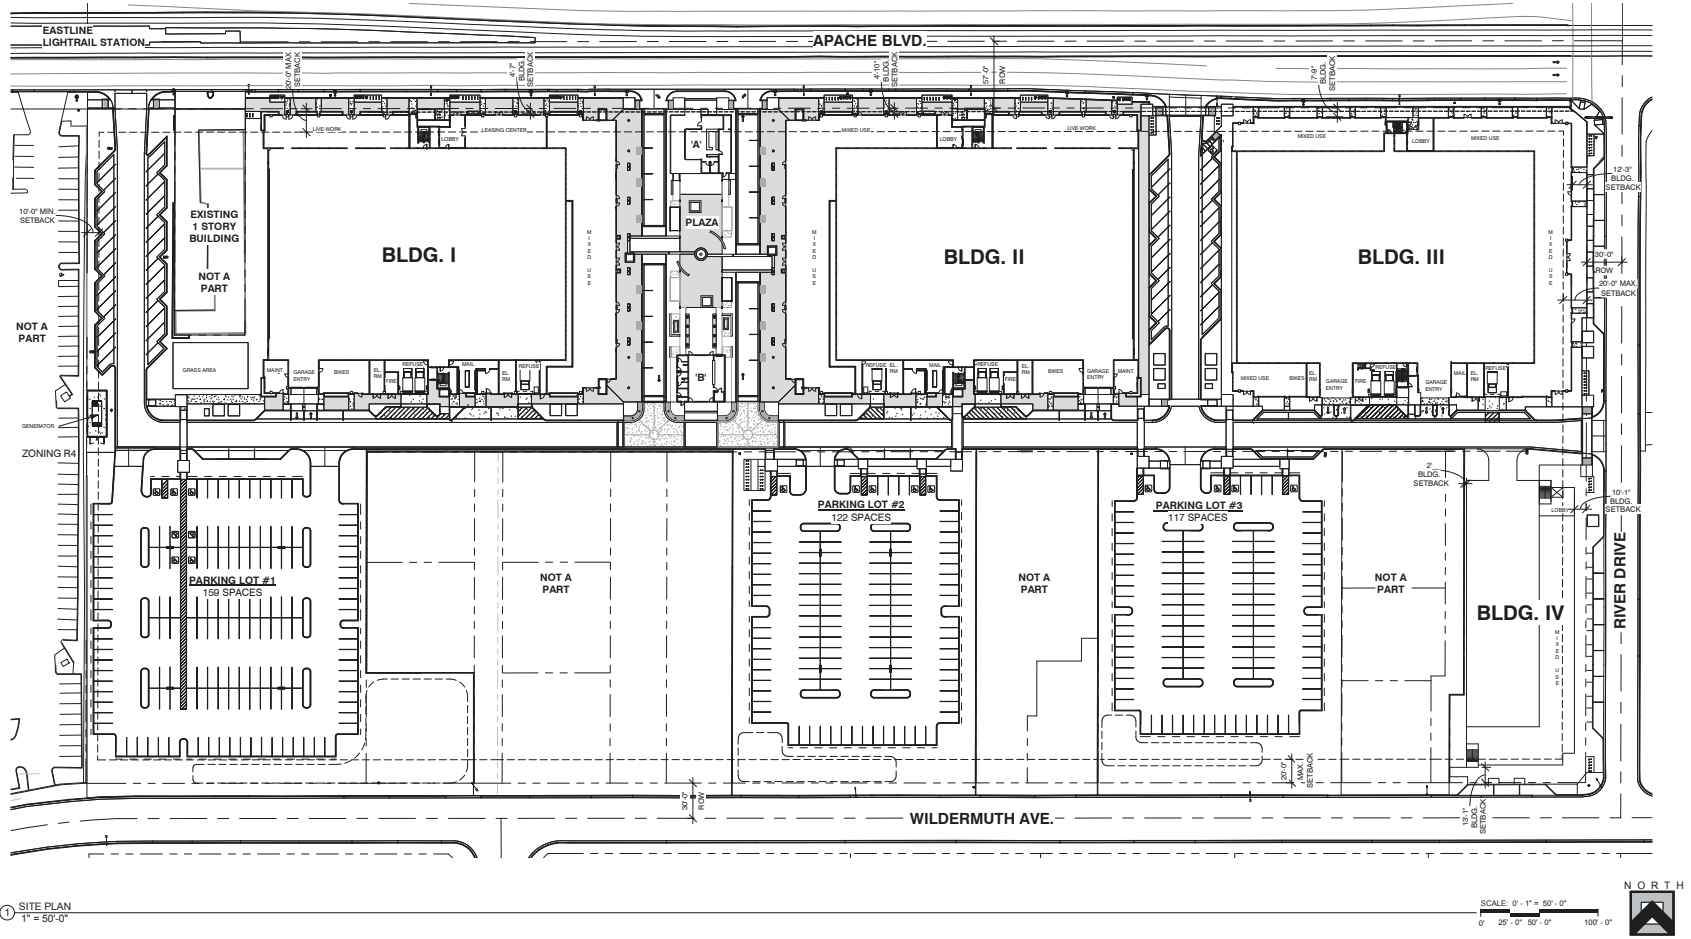 EASTLINE
LIGHTRAIL STATION
APACHE BLVD.
20'-0" MAX.
SETBACK
4'-7"
BLDG.
SETBACK
4'-10"
BLDG.
SETBACK
57'-0"
ROW
7'-9"
BLDG.
SETBACK
LIVE-WORK
LOBBY
LEASING CENTER
'A'
MIXED USE
LOBBY
LIVE-WORK
MIXED USE
LOBBY
MIXED USE
12'-3"
BLDG.
SETBACK
10'-0" MIN.
SETBACK
EXISTING
1 STORY
BUILDING
NOT A
PART
BLDG. I
MIXED USE
PLAZA
MIXED USE
BLDG. II
BLDG. III
MIXED USE
30'-0"
ROW
20'-0" MAX.
SETBACK
NOT A
PART
GRASS AREA
MAINT.
GARAGE
ENTRY
BIKES
EL.
RM
FIRE
REFUSE
MAIL
EL.
RM
REFUSE
'B'
REFUSE
EL.
RM
MAIL
REFUSE
FIRE
EL.
RM
BIKES
GARAGE
ENTRY
MAINT.
MIXED USE
BIKES
EL.
RM
GARAGE
ENTRY
FIRE
REFUSE
GARAGE
ENTRY
MAIL
EL.
RM
REFUSE
GENERATOR
ZONING R4
2'
BLDG.
SETBACK
LOBBY
10'-1"
BLDG.
SETBACK
PARKING LOT #1
159 SPACES
NOT A
PART
PARKING LOT #2
122 SPACES
NOT A
PART
PARKING LOT #3
117 SPACES
NOT A
PART
BLDG. IV
MIXED USE
RIVER DRIVE
20'-0"
MAX.
SETBACK
30'-0"
ROW
WILDERMUTH AVE.
13'-1"
BLDG.
SETBACK
1
SITE PLAN
1" = 50'-0"
SCALE: 0' - 1" = 50' - 0"
0' 25' - 0" 50' - 0" 100' - 0"
NORTH